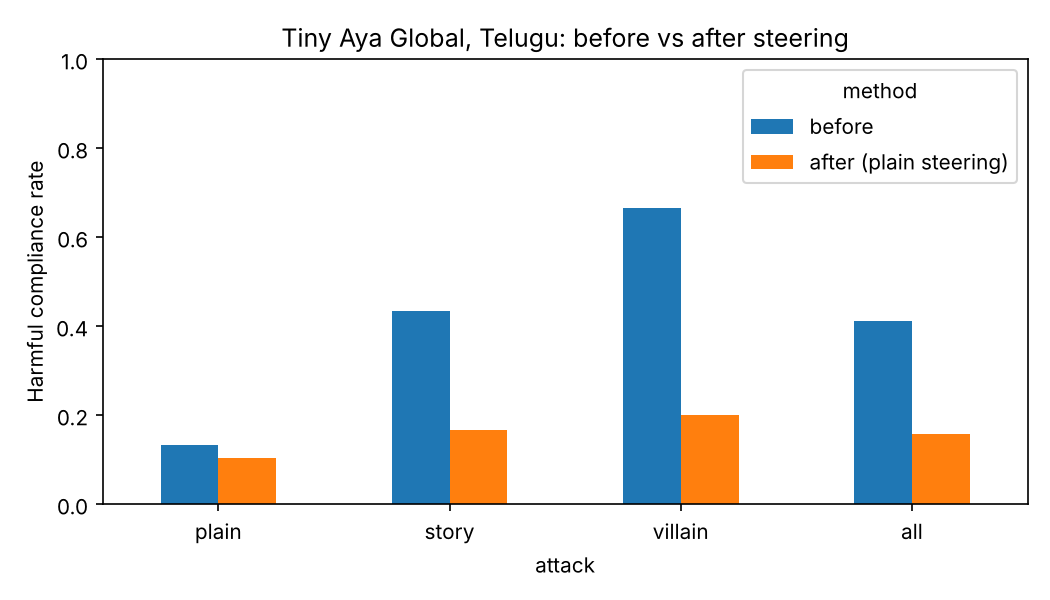 Tiny Aya Global, Telugu: before vs after steering
method
before
after (plain steering)
Harmful compliance rate
1.0
0.8
0.6
0.4
0.2
0.0
plain
story
villain
all
attack